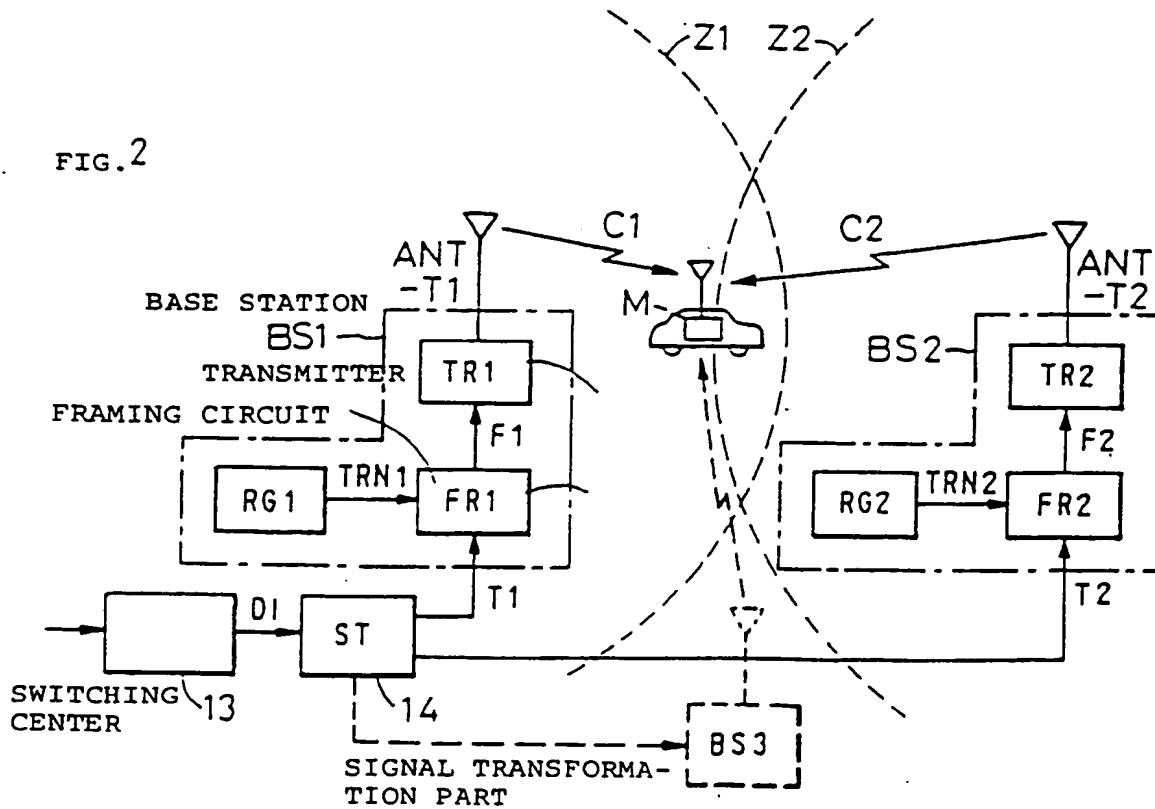 Z1
Z2
FIG.2
C1
C2
ANT
-T1
ANT
-T2
BASE STATION
BS1
M
BS2
TRANSMITTER
TR1
TR2
FRAMING CIRCUIT
F1
F2
RG1
TRN1
FR1
RG2
TRN2
FR2
T1
T2
DI
ST
SWITCHING
CENTER
13
14
BS3
SIGNAL TRANSFORMA-
TION PART